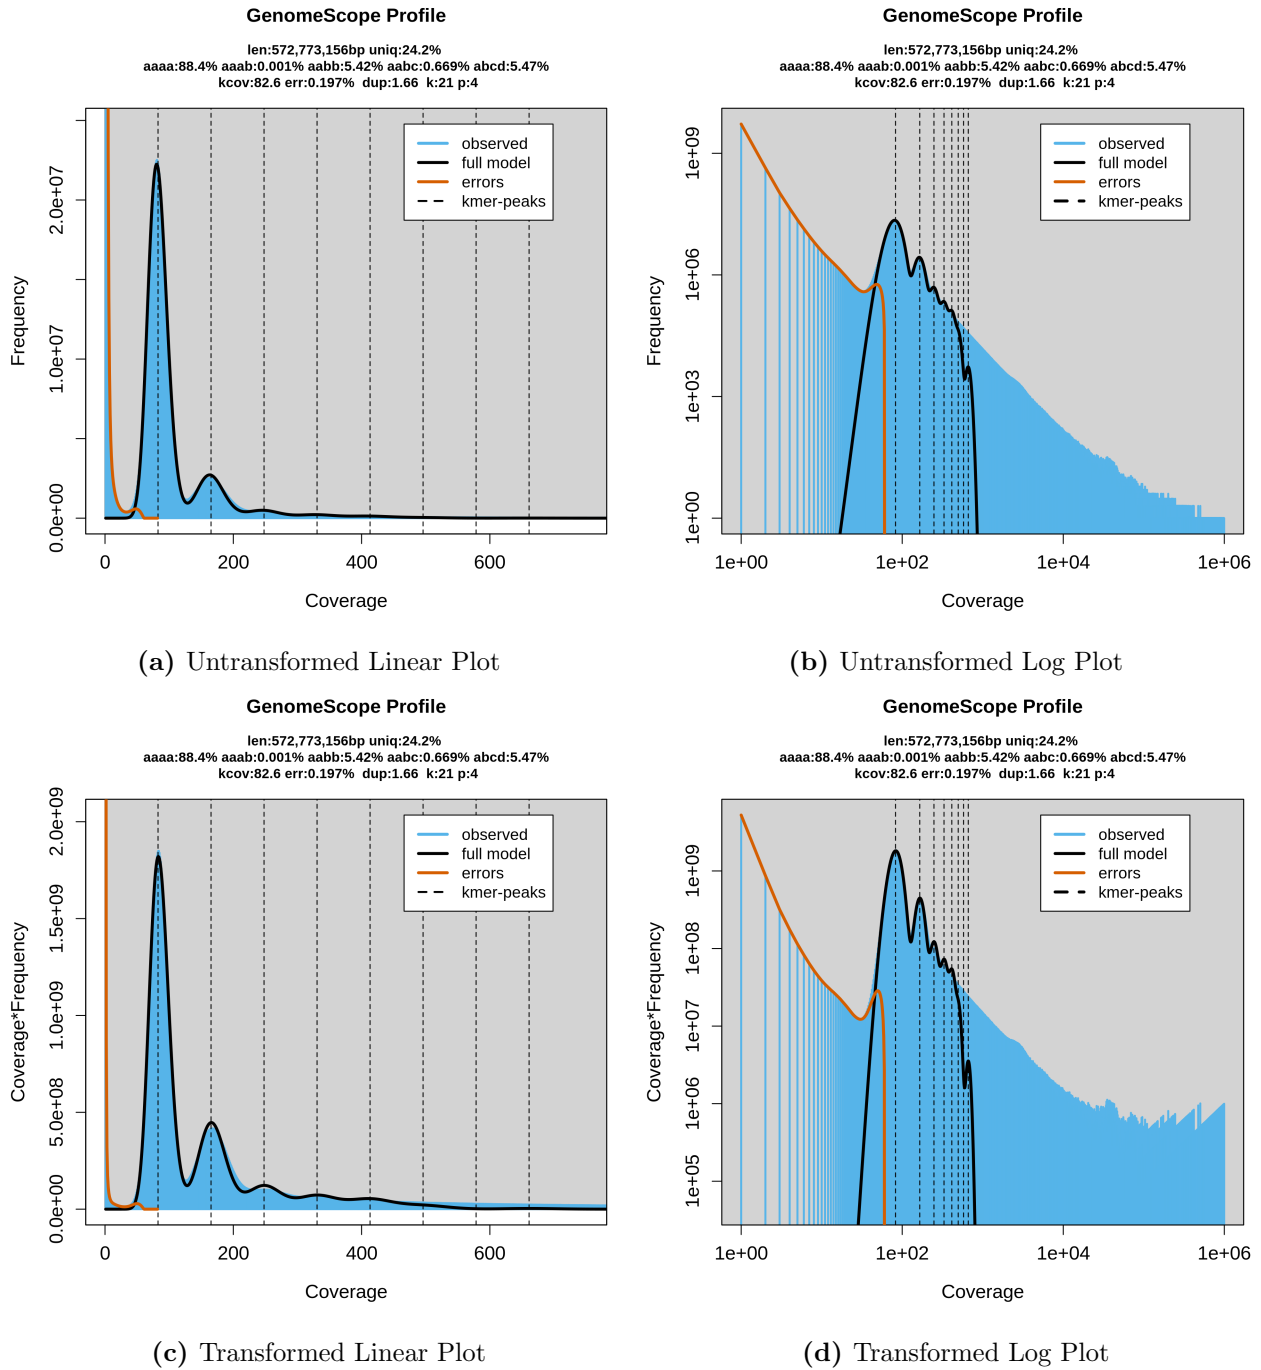 GenomeScope Profile
len:572,773,156bp uniq:24.2%
aaaa:88.4% aaab:0.001% aabb:5.42% aabc:0.669% abcd:5.47%
kcov:82.6 err:0.197% dup:1.66 k:21 p:4
observed
full model
errors
kmer-peaks
Frequency
0.0e+00
1.0e+07
2.0e+07
0
200
400
600
Coverage
(a) Untransformed Linear Plot
GenomeScope Profile
len:572,773,156bp uniq:24.2%
aaaa:88.4% aaab:0.001% aabb:5.42% aabc:0.669% abcd:5.47%
kcov:82.6 err:0.197% dup:1.66 k:21 p:4
observed
full model
errors
kmer-peaks
Frequency
1e+00
1e+03
1e+06
1e+09
1e+00
1e+02
1e+04
1e+06
Coverage
(b) Untransformed Log Plot
GenomeScope Profile
len:572,773,156bp uniq:24.2%
aaaa:88.4% aaab:0.001% aabb:5.42% aabc:0.669% abcd:5.47%
kcov:82.6 err:0.197% dup:1.66 k:21 p:4
observed
full model
errors
kmer-peaks
Coverage*Frequency
0.0e+00
5.0e+08
1.0e+09
1.5e+09
2.0e+09
0
200
400
600
Coverage
(c) Transformed Linear Plot
GenomeScope Profile
len:572,773,156bp uniq:24.2%
aaaa:88.4% aaab:0.001% aabb:5.42% aabc:0.669% abcd:5.47%
kcov:82.6 err:0.197% dup:1.66 k:21 p:4
observed
full model
errors
kmer-peaks
Coverage*Frequency
1e+05
1e+06
1e+07
1e+08
1e+09
1e+00
1e+02
1e+04
1e+06
Coverage
(d) Transformed Log Plot